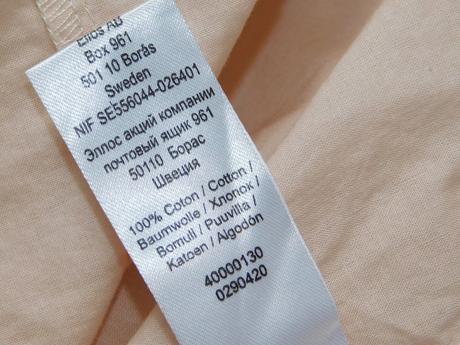 Ellos AB
Box 961
501 10 Borås
Sweden
NIF SE556044-026401
Эллос акций компании
почтовый ящик 961
50110 Борас
Швеция
100% Coton / Cotton /
Baumwolle / Хлопок /
Bomull / Puuvilla /
Katoen / Algodón
40000130
0290420